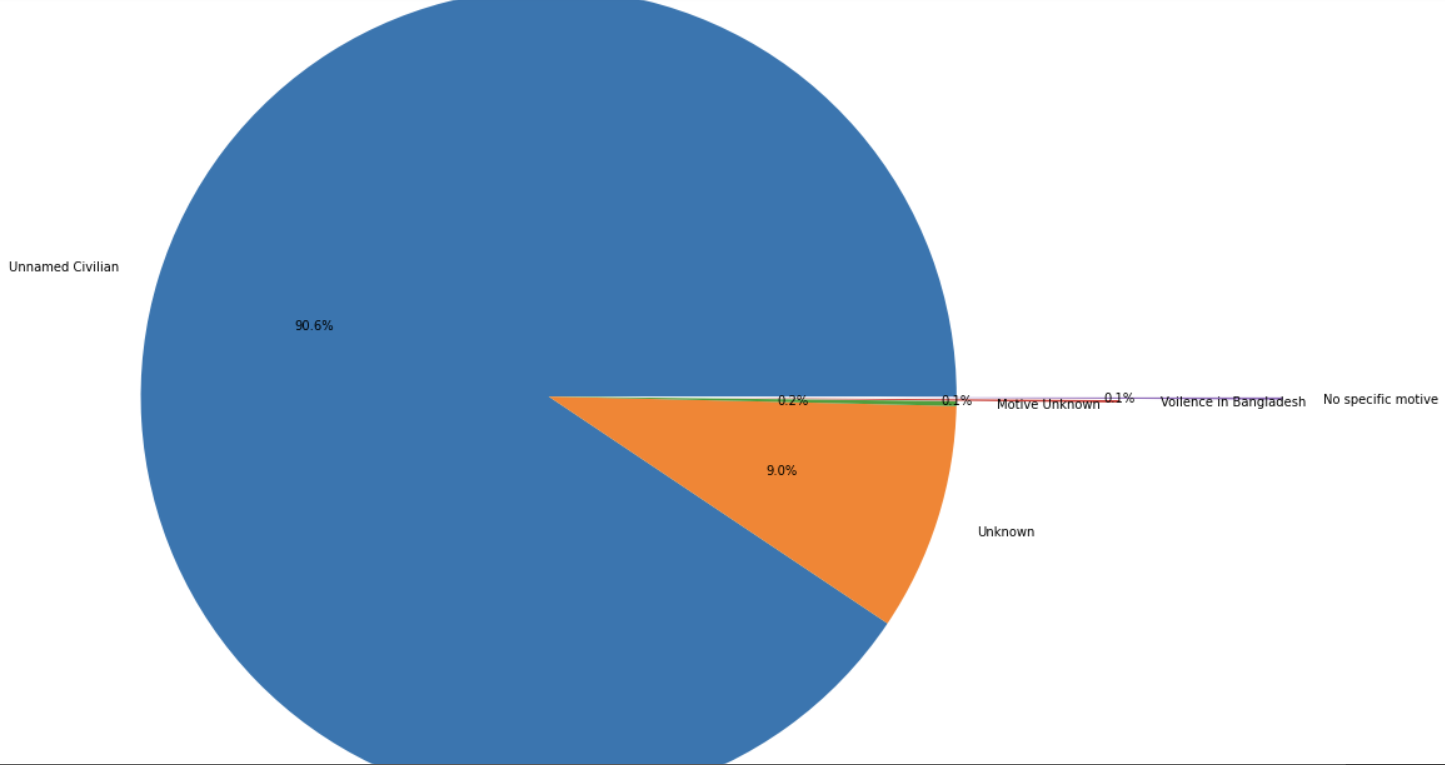 Unnamed Civilian
90.6%
0.2%
0.1%
Motive Unknown
0.1%
Voilence in Bangladesh
No specific motive
9.0%
Unknown